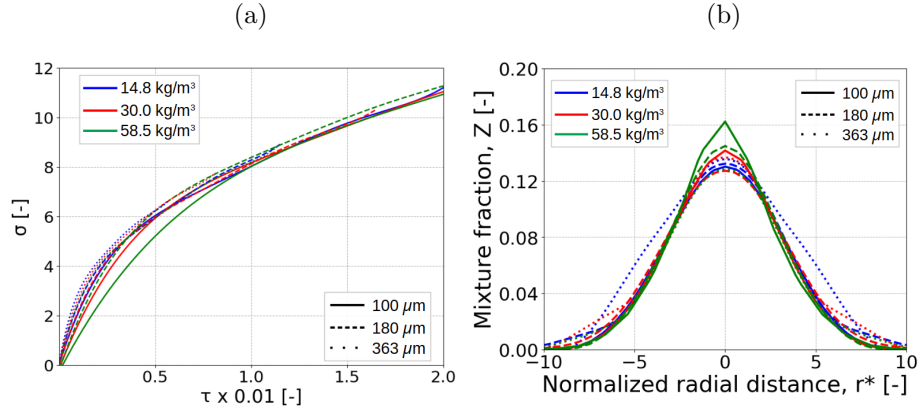 (a)
(b)
12
10
8
6
4
2
0
σ [-]
14.8 kg/m³
30.0 kg/m³
58.5 kg/m³
100 µm
180 µm
363 µm
0.5
1.0
1.5
2.0
τ x 0.01 [-]
0.20
0.16
0.12
0.08
0.04
0.00
Mixture fraction, Z [-]
14.8 kg/m³
30.0 kg/m³
58.5 kg/m³
100 µm
180 µm
363 µm
−10
−5
0
5
10
Normalized radial distance, r* [-]